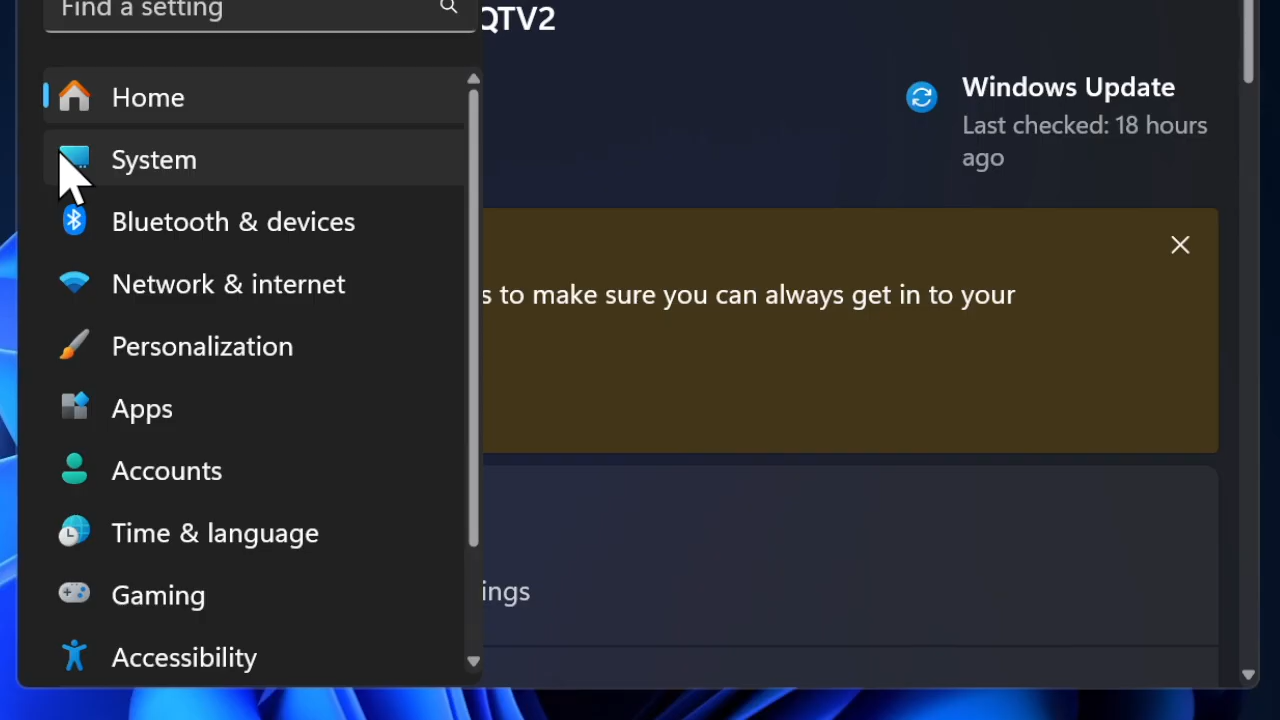 Find a setting
QTV2
Home
System
Bluetooth & devices
Network & internet
Personalization
Apps
Accounts
Time & language
Gaming
Accessibility
Windows Update
Last checked: 18 hours
ago
s to make sure you can always get in to your
ings